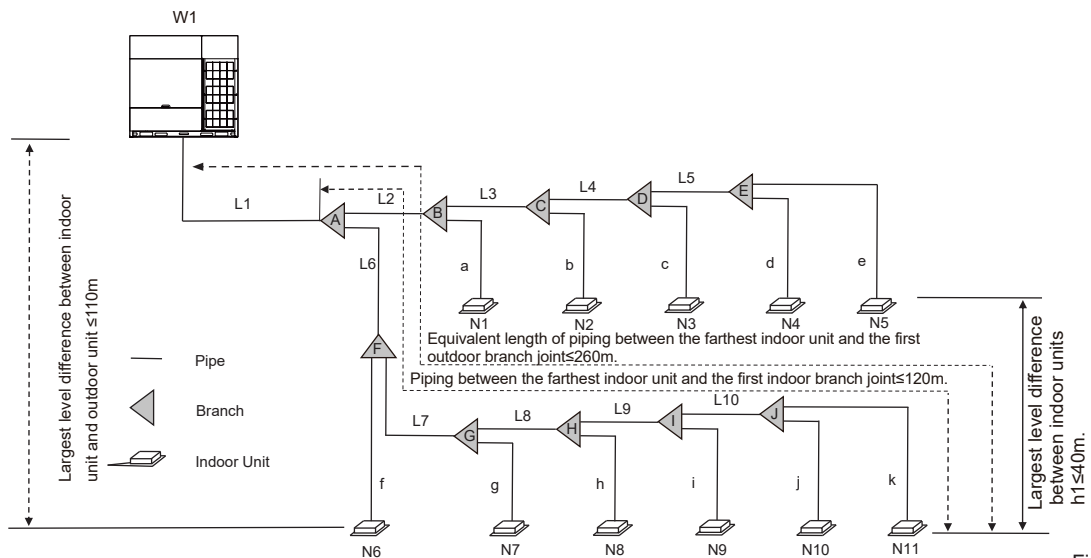 W1
L1
A
L2
B
L3
C
L4
D
L5
E
L6
a
b
c
d
e
N1
N2
N3
N4
N5
Equivalent length of piping between the farthest indoor unit and the first
outdoor branch joint≤260m.
Piping between the farthest indoor unit and the first indoor branch joint≤120m.
F
L7
G
L8
H
L9
I
L10
J
f
g
h
i
j
k
N6
N7
N8
N9
N10
N11
Pipe
Branch
Indoor Unit
Largest level difference between indoor
unit and outdoor unit ≤110m
Largest level difference
between indoor units
h1≤40m.